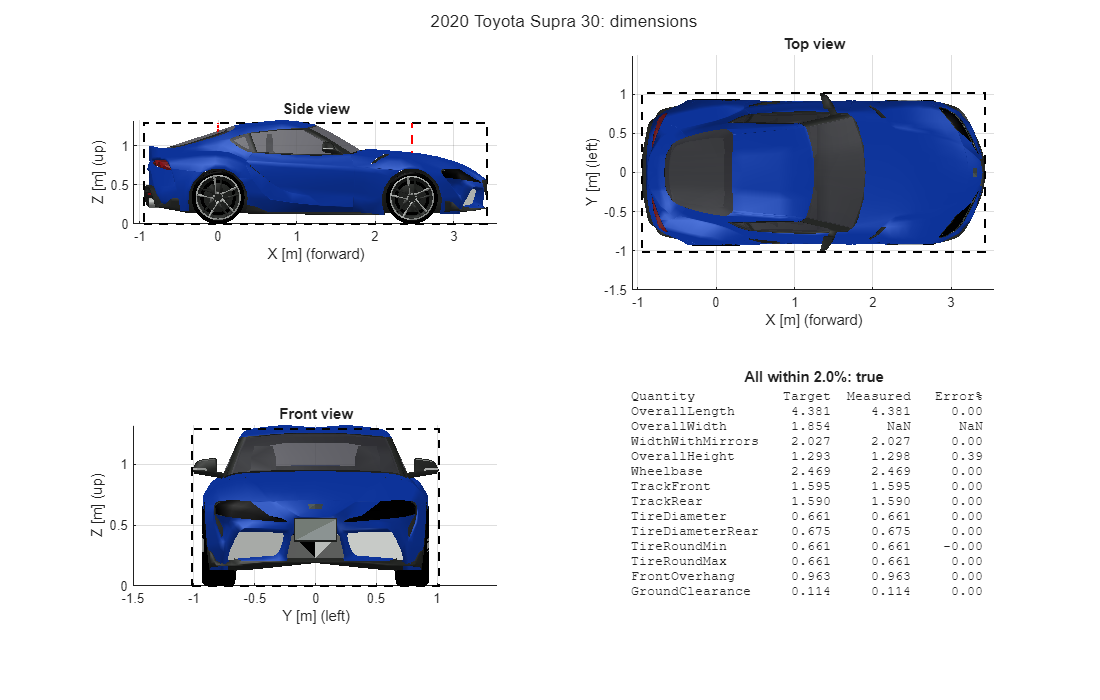 2020 Toyota Supra 30: dimensions
Side view
Z [m] (up)
1
0.5
0
-1 0 1 2 3
X [m] (forward)
Top view
Y [m] (left)
1
0.5
0
-0.5
-1
-1.5
-1 0 1 2 3
X [m] (forward)
Front view
Z [m] (up)
1
0.5
0
-1.5 -1 -0.5 0 0.5 1
Y [m] (left)
All within 2.0%: true
Quantity Target Measured Error%
OverallLength 4.381 4.381 0.00
OverallWidth 1.854 NaN NaN
WidthWithMirrors 2.027 2.027 0.00
OverallHeight 1.293 1.298 0.39
Wheelbase 2.469 2.469 0.00
TrackFront 1.595 1.595 0.00
TrackRear 1.590 1.590 0.00
TireDiameter 0.661 0.661 0.00
TireDiameterRear 0.675 0.675 0.00
TireRoundMin 0.661 0.661 -0.00
TireRoundMax 0.661 0.661 0.00
FrontOverhang 0.963 0.963 0.00
GroundClearance 0.114 0.114 0.00